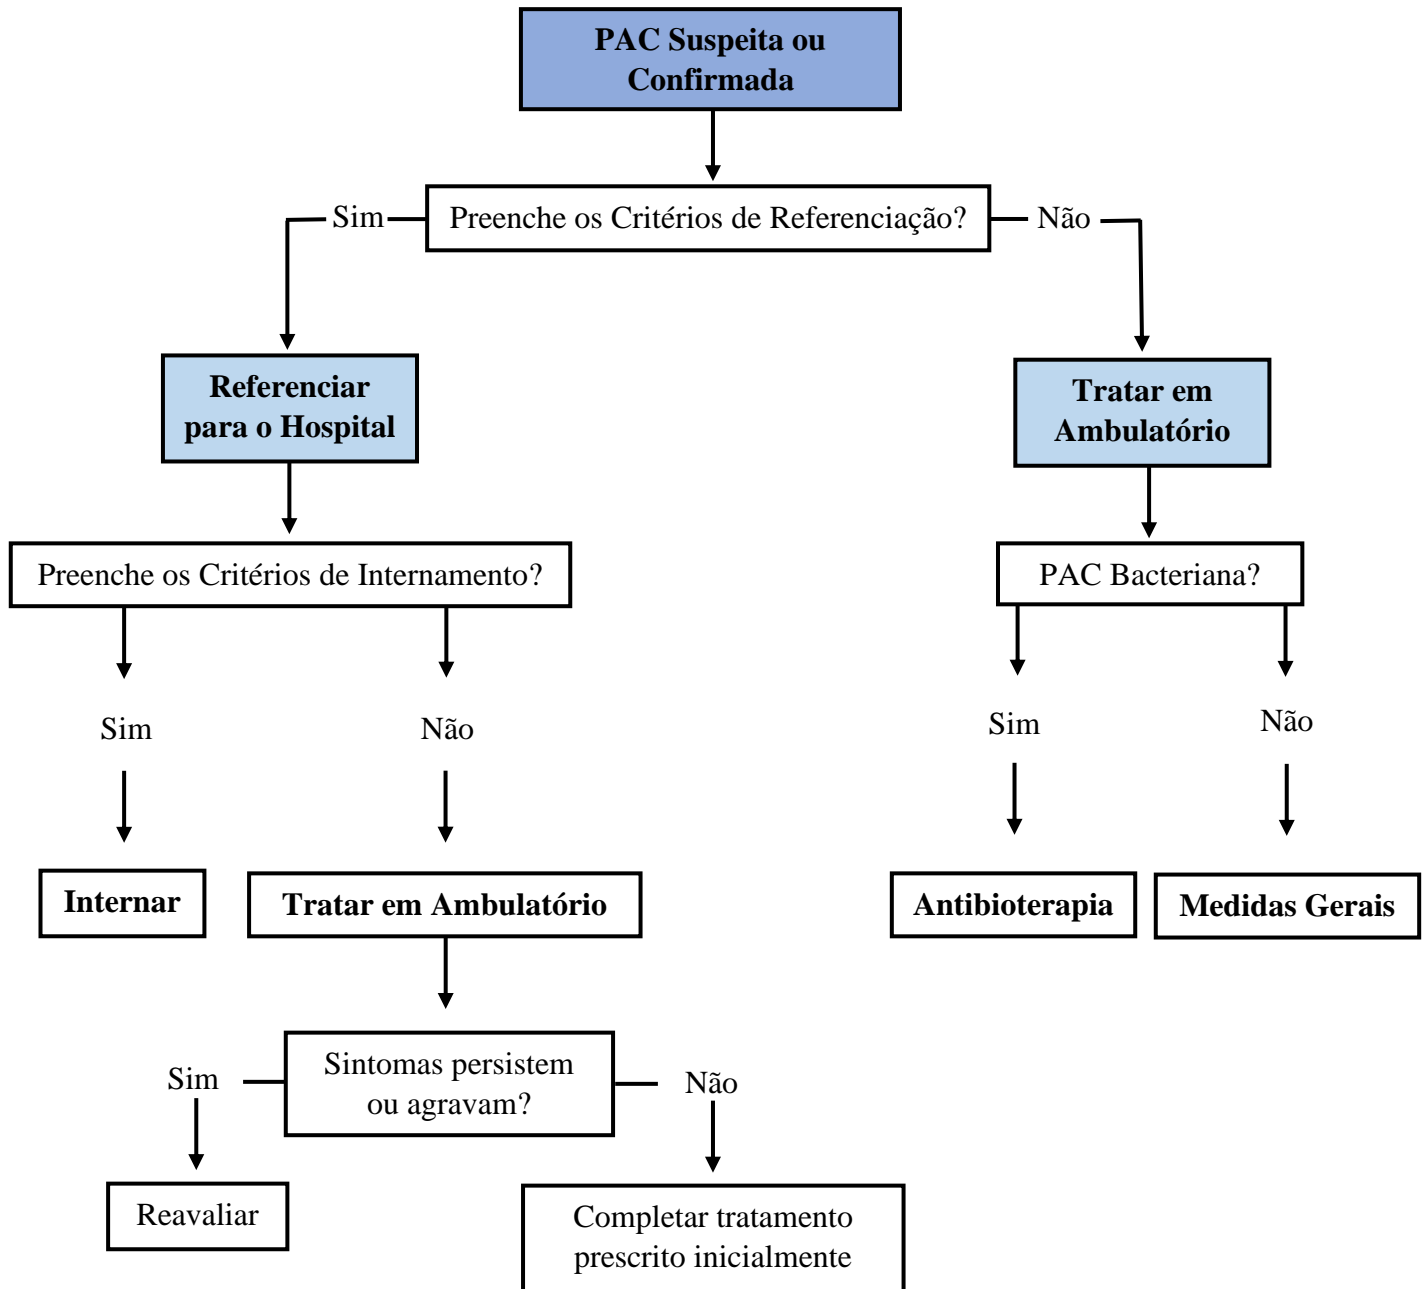 PAC Suspeita ou
Confirmada
Sim
Preenche os Critérios de Referenciação?
Não
Referenciar
para o Hospital
Tratar em
Ambulatório
Preenche os Critérios de Internamento?
PAC Bacteriana?
Sim
Não
Sim
Não
Internar
Tratar em Ambulatório
Antibioterapia
Medidas Gerais
Sim
Sintomas persistem
ou agravam?
Não
Reavaliar
Completar tratamento
prescrito inicialmente